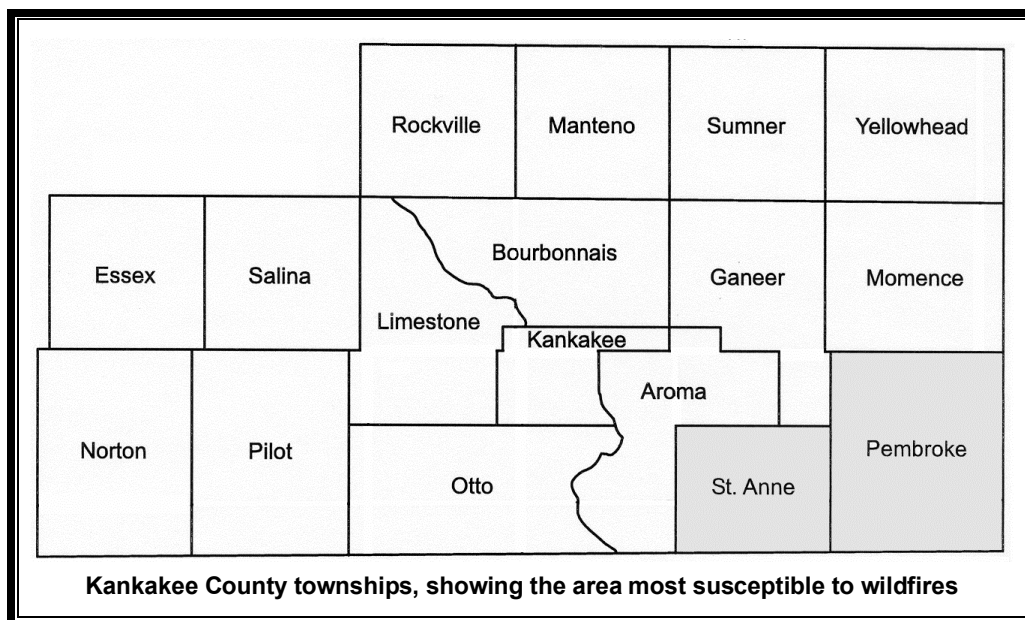 Rockville Manteno Sumner Yellowhead
Bourbonnais
Essex Salina Ganeer Momence
Limestone
Kankakee
Aroma
Norton Pilot Pembroke
Otto St. Anne
Kankakee County townships, showing the area most susceptible to wildfires